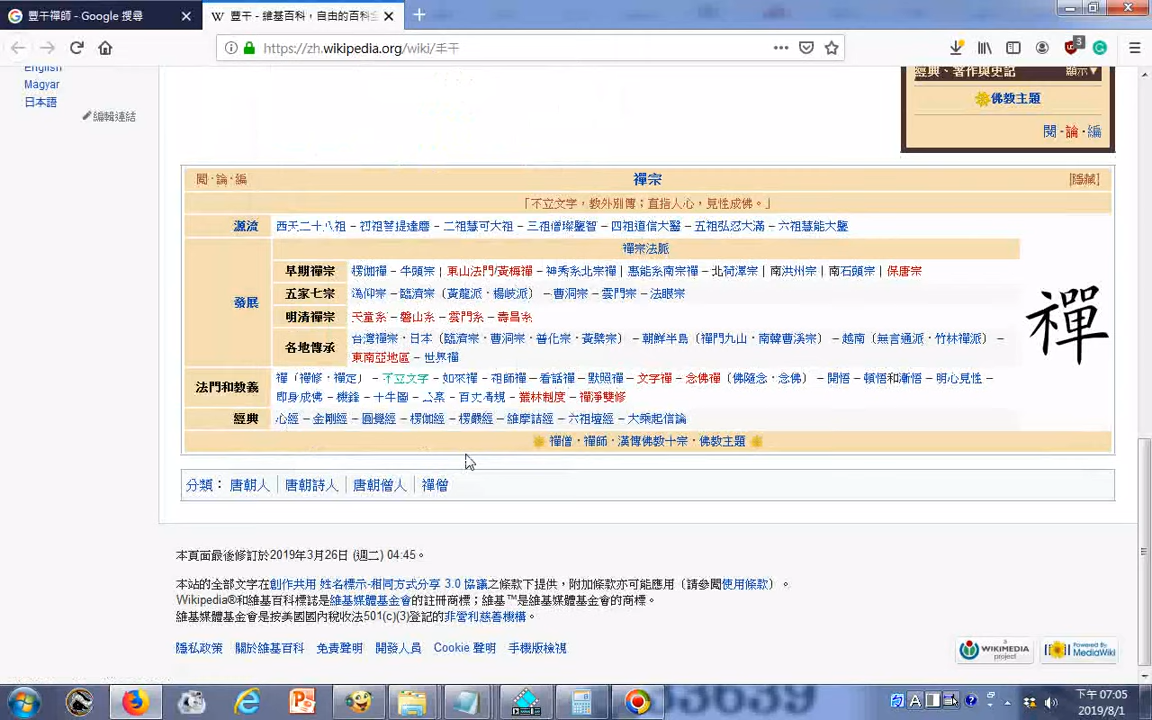 豐干禪師 - Google 搜尋
豐干 - 維基百科，自由的百科全
https://zh.wikipedia.org/wiki/丰干
3
English
Magyar
日本語
編輯連結
經典、著作與史記 顯示▼
佛教主題
閱·論·編
閱·論·編 禪宗 [隱藏]
「不立文字，教外別傳；直指人心，見性成佛。」
源流 西天二十八祖 – 初祖菩提達磨 – 二祖慧可大祖 – 三祖僧璨鑒智 – 四祖道信大醫 – 五祖弘忍大滿 – 六祖慧能大鑒
禪宗法脈
發展
早期禪宗 楞伽禪 – 牛頭宗 | 東山法門/黃梅禪 – 神秀系北宗禪 | 惠能系南宗禪 – 北荷澤宗 | 南洪州宗 | 南石頭宗 | 保唐宗
五家七宗 溈仰宗 – 臨濟宗（黃龍派·楊岐派） – 曹洞宗 – 雲門宗 – 法眼宗
明清禪宗 天童系 – 磬山系 – 雲門系 – 壽昌系
各地傳承 台灣禪宗·日本（臨濟宗·曹洞宗·普化宗·黃檗宗） – 朝鮮半島（禪門九山·南韓曹溪宗） – 越南（無言通派·竹林禪派） –
東南亞地區 – 世界禪
法門和教義 禪（禪修·禪定） – 不立文字 – 如來禪 – 祖師禪 – 看話禪 – 默照禪 – 文字禪 – 念佛禪（佛隨念·念佛） – 開悟 – 頓悟和漸悟 – 明心見性 –
即身成佛 – 機鋒 – 十牛圖 – 公案 – 百丈清規 – 叢林制度 – 禪淨雙修
經典 心經 – 金剛經 – 圓覺經 – 楞伽經 – 楞嚴經 – 維摩詰經 – 六祖壇經 – 大乘起信論
禪僧·禪師·漢傳佛教十宗·佛教主題
禪
分類： 唐朝人 | 唐朝詩人 | 唐朝僧人 | 禪僧
本頁面最後修訂於2019年3月26日 (週二) 04:45。
本站的全部文字在創作共用 姓名標示-相同方式分享 3.0 協議之條款下提供，附加條款亦可能應用（請參閱使用條款）。
Wikipedia®和維基百科標誌是維基媒體基金會的註冊商標；維基™是維基媒體基金會的商標。
維基媒體基金會是按美國國內稅收法501(c)(3)登記的非營利慈善機構。
隱私政策 關於維基百科 免責聲明 開發人員 Cookie 聲明 手機版檢視
A WIKIMEDIA project
Powered By MediaWiki
下午 07:05
2019/8/1